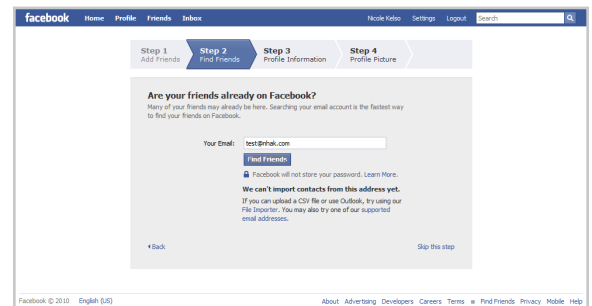 facebook Home Profile Friends Inbox Nicole Kelso Settings Logout Search
Step 1 Step 2 Step 3 Step 4
Add Friends Find Friends Profile Information Profile Picture
Are your friends already on Facebook?
Many of your friends may already be here. Searching your email account is the fastest way
to find your friends on Facebook.
Your Email: test@nhak.com
Find Friends
Facebook will not store your password. Learn More.
We can't import contacts from this address yet.
If you can upload a CSV file or use Outlook, try using our
File Importer. You may also try one of our supported
email addresses.
Back Skip this step
Facebook © 2010 English (US) About Advertising Developers Careers Terms Find Friends Privacy Mobile Help